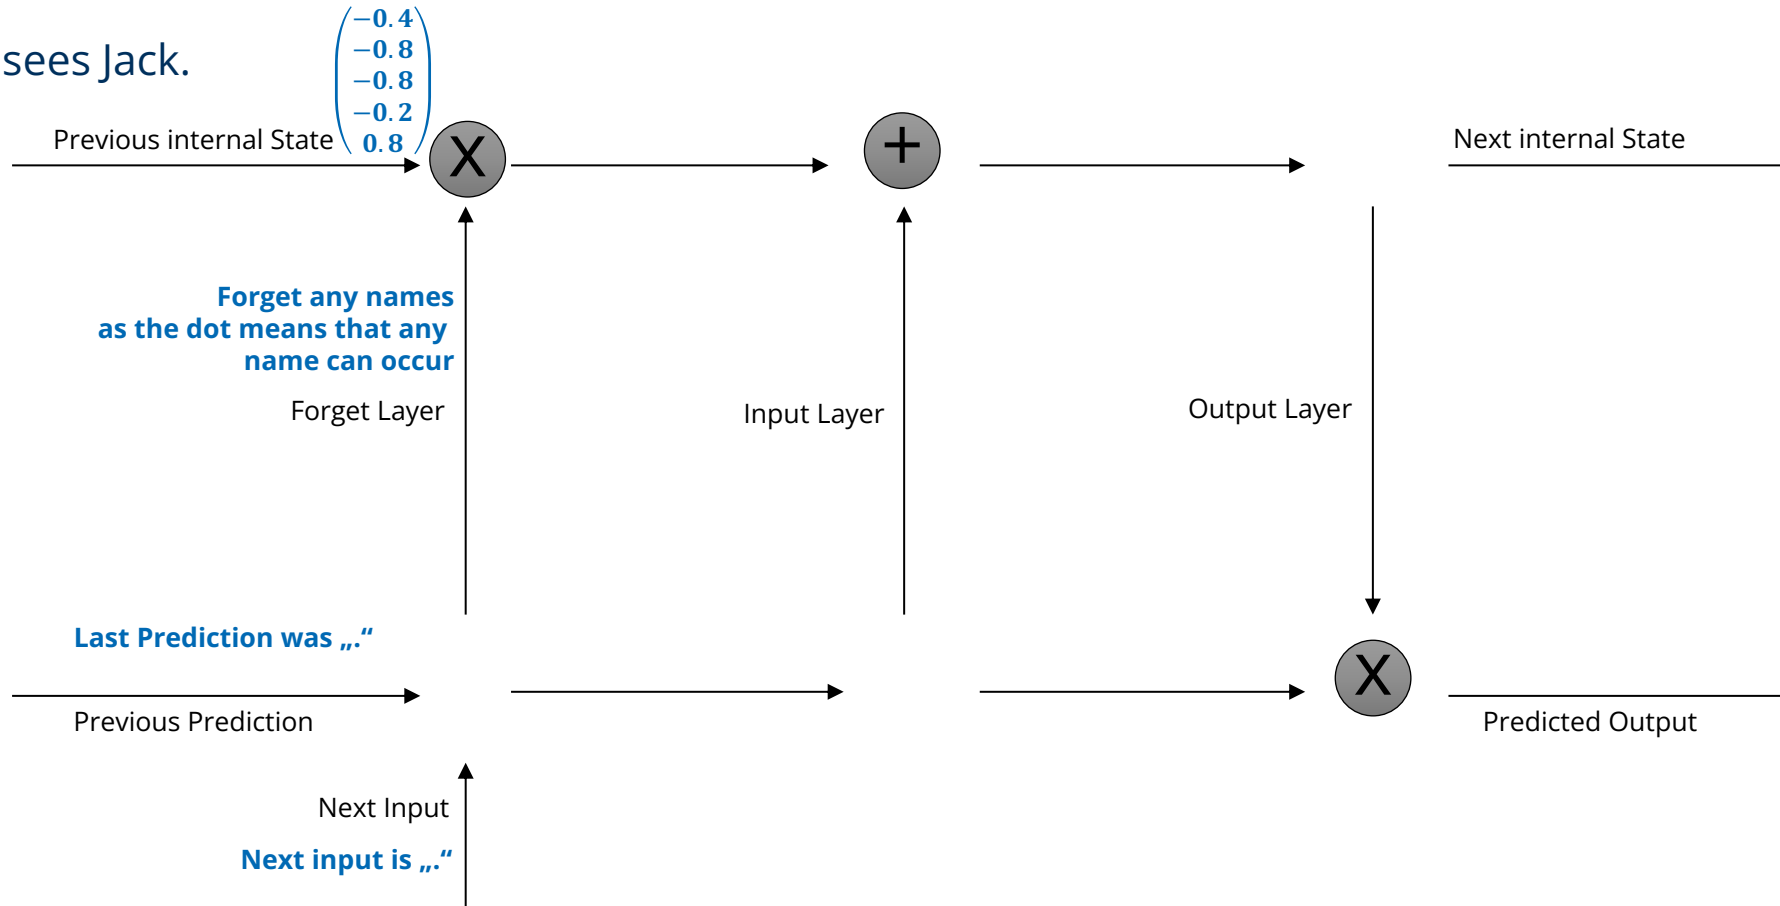 sees Jack.
−0.4
−0.8
−0.8
−0.2
0.8
Previous internal State
X
+
Next internal State
Forget any names
as the dot means that any
name can occur
Forget Layer
Input Layer
Output Layer
Last Prediction was „.“
X
Previous Prediction
Predicted Output
Next Input
Next input is „.“